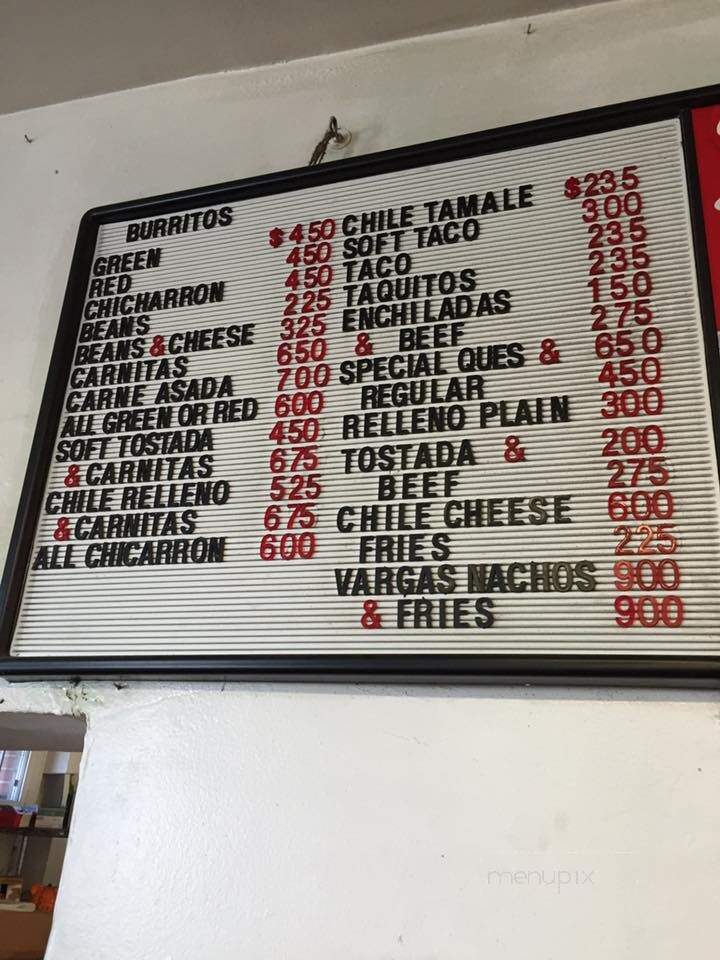 BURRITOS
GREEN $450
RED 450
CHICHARRON 450
BEANS 225
BEANS & CHEESE 325
CARNITAS 650
CARNE ASADA 700
ALL GREEN OR RED 600
SOFT TOSTADA 450
& CARNITAS 675
CHILE RELLENO 525
& CARNITAS 675
ALL CHICARRON 600
CHILE TAMALE $235
SOFT TACO 300
TACO 235
TAQUITOS 235
ENCHILADAS 150
& BEEF 275
SPECIAL QUES & 650
REGULAR 450
RELLENO PLAIN 300
TOSTADA & 200
BEEF 275
CHILE CHEESE 600
FRIES 225
VARGAS NACHOS 900
& FRIES 900
menupix